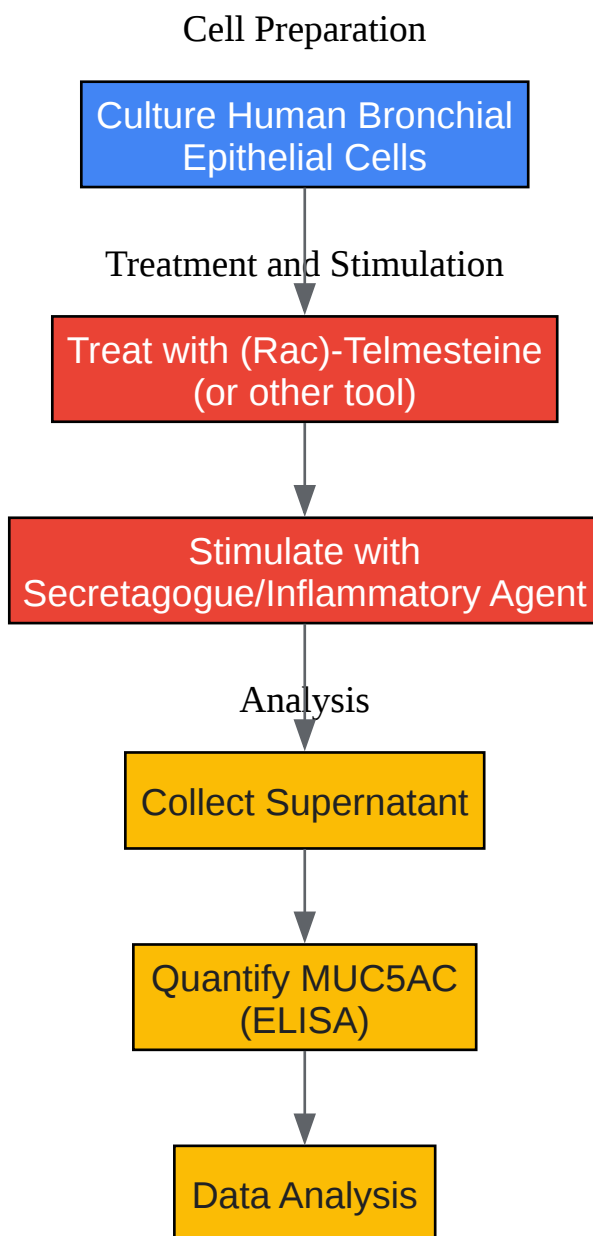 Cell Preparation
Culture Human Bronchial
Epithelial Cells
Treatment and Stimulation
Treat with (Rac)-Telmesteine
(or other tool)
Stimulate with
Secretagogue/Inflammatory Agent
Analysis
Collect Supernatant
Quantify MUC5AC
(ELISA)
Data Analysis